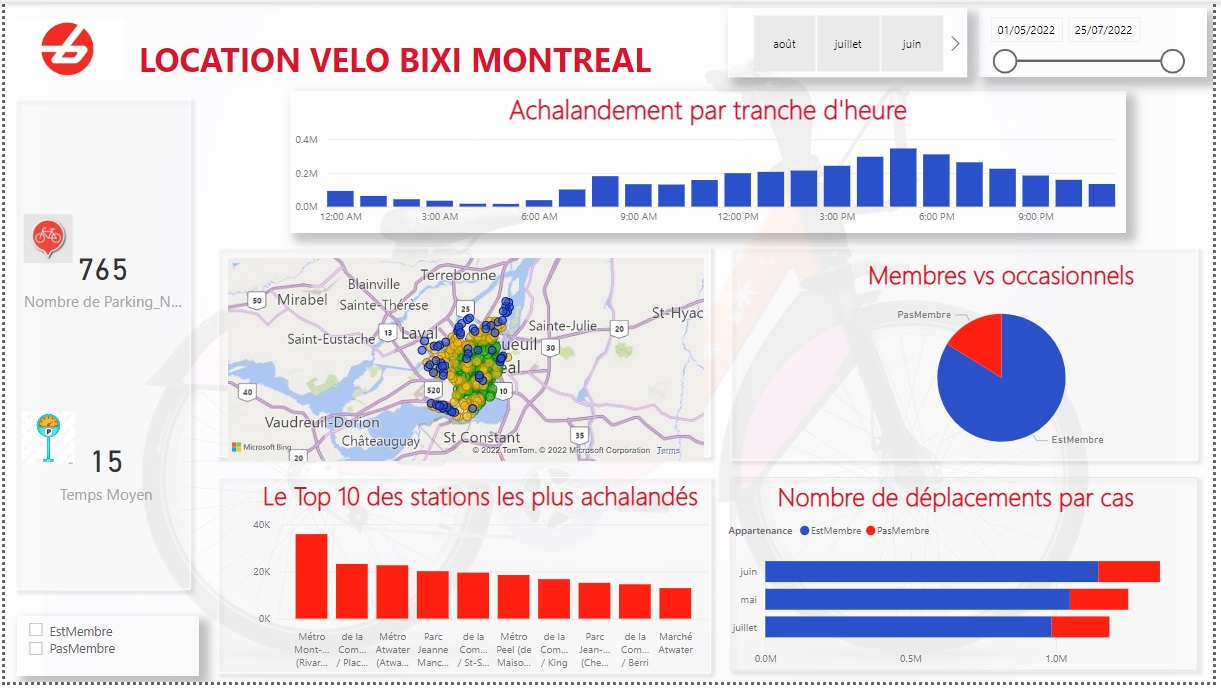 LOCATION VELO BIXI MONTREAL
août juillet juin
01/05/2022 25/07/2022
Achalandement par tranche d'heure
0.4M
0.2M
0.0M
12:00 AM 3:00 AM 6:00 AM 9:00 AM 12:00 PM 3:00 PM 6:00 PM 9:00 PM
765
Nombre de Parking_N...
15
Temps Moyen
EstMembre
PasMembre
Terrebonne
Blainville
50 Mirabel
Sainte-Thérèse
25
St-Hyac
13 Laval
Sainte-Julie 20
Saint-Eustache
ueuil 30
éal
40
520
10
Vaudreuil-Dorion
Châteauguay
St Constant
35
Microsoft Bing
20
© 2022 TomTom, © 2022 Microsoft Corporation Terms
Membres vs occasionnels
PasMembre
EstMembre
Le Top 10 des stations les plus achalandés
40K
20K
0K
Métro Mont-... (Rivar...
de la Com... / Plac...
Métro Atwater (Atwa...
Parc Jeanne Manc...
de la Com... / St-S...
Métro Peel (de Maiso...
de la Com... / King
Parc Jean-... (Che...
de la Com... / Berri
Marché Atwater
Nombre de déplacements par cas
Appartenance EstMembre PasMembre
juin
mai
juillet
0.0M 0.5M 1.0M